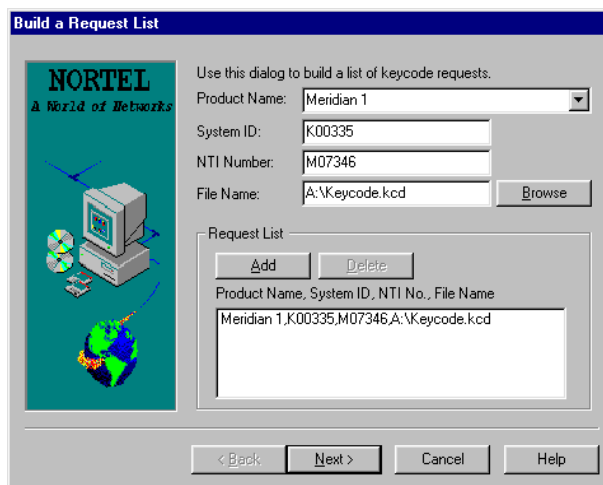 Build a Request List
NORTEL
A World of Networks
Use this dialog to build a list of keycode requests.
Product Name: Meridian 1
System ID: K00335
NTI Number: M07346
File Name: A:\Keycode.kcd Browse
Request List
Add Delete
Product Name, System ID, NTI No., File Name
Meridian 1,K00335,M07346,A:\Keycode.kcd
< Back Next > Cancel Help